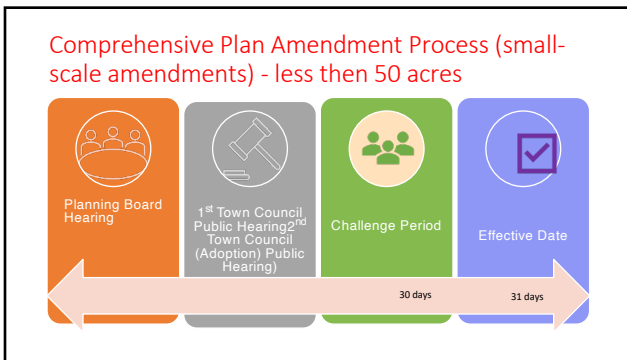 Comprehensive Plan Amendment Process (small-
scale amendments) - less then 50 acres
Planning Board
Hearing
1st Town Council
Public Hearing2nd
Town Council
(Adoption) Public
Hearing)
Challenge Period
Effective Date
30 days
31 days